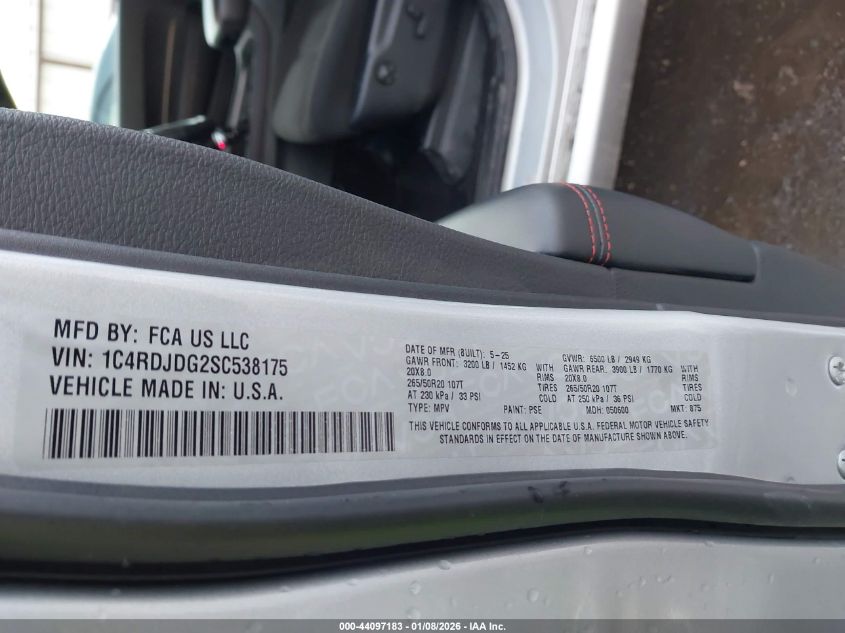 MFD BY: FCA US LLC
VIN: 1C4RDJDG2SC538175
VEHICLE MADE IN: U.S.A.
DATE OF MFR (BUILT): 5-25 GVWR: 6500 LB / 2949 KG
GAWR FRONT: 3200 LB / 1452 KG WITH GAWR REAR: 3900 LB / 1770 KG WITH
20X8.0 RIMS 20X8.0 RIMS
265/50R20 107T TIRES 265/50R20 107T TIRES
AT 230 kPa / 33 PSI COLD AT 250 kPa / 36 PSI COLD
TYPE: MPV PAINT: PSE MDH: 050600 MKT: 875
THIS VEHICLE CONFORMS TO ALL APPLICABLE U.S.A. FEDERAL MOTOR VEHICLE SAFETY
STANDARDS IN EFFECT ON THE DATE OF MANUFACTURE SHOWN ABOVE.
000-44097183 - 01/08/2026 - IAA Inc.